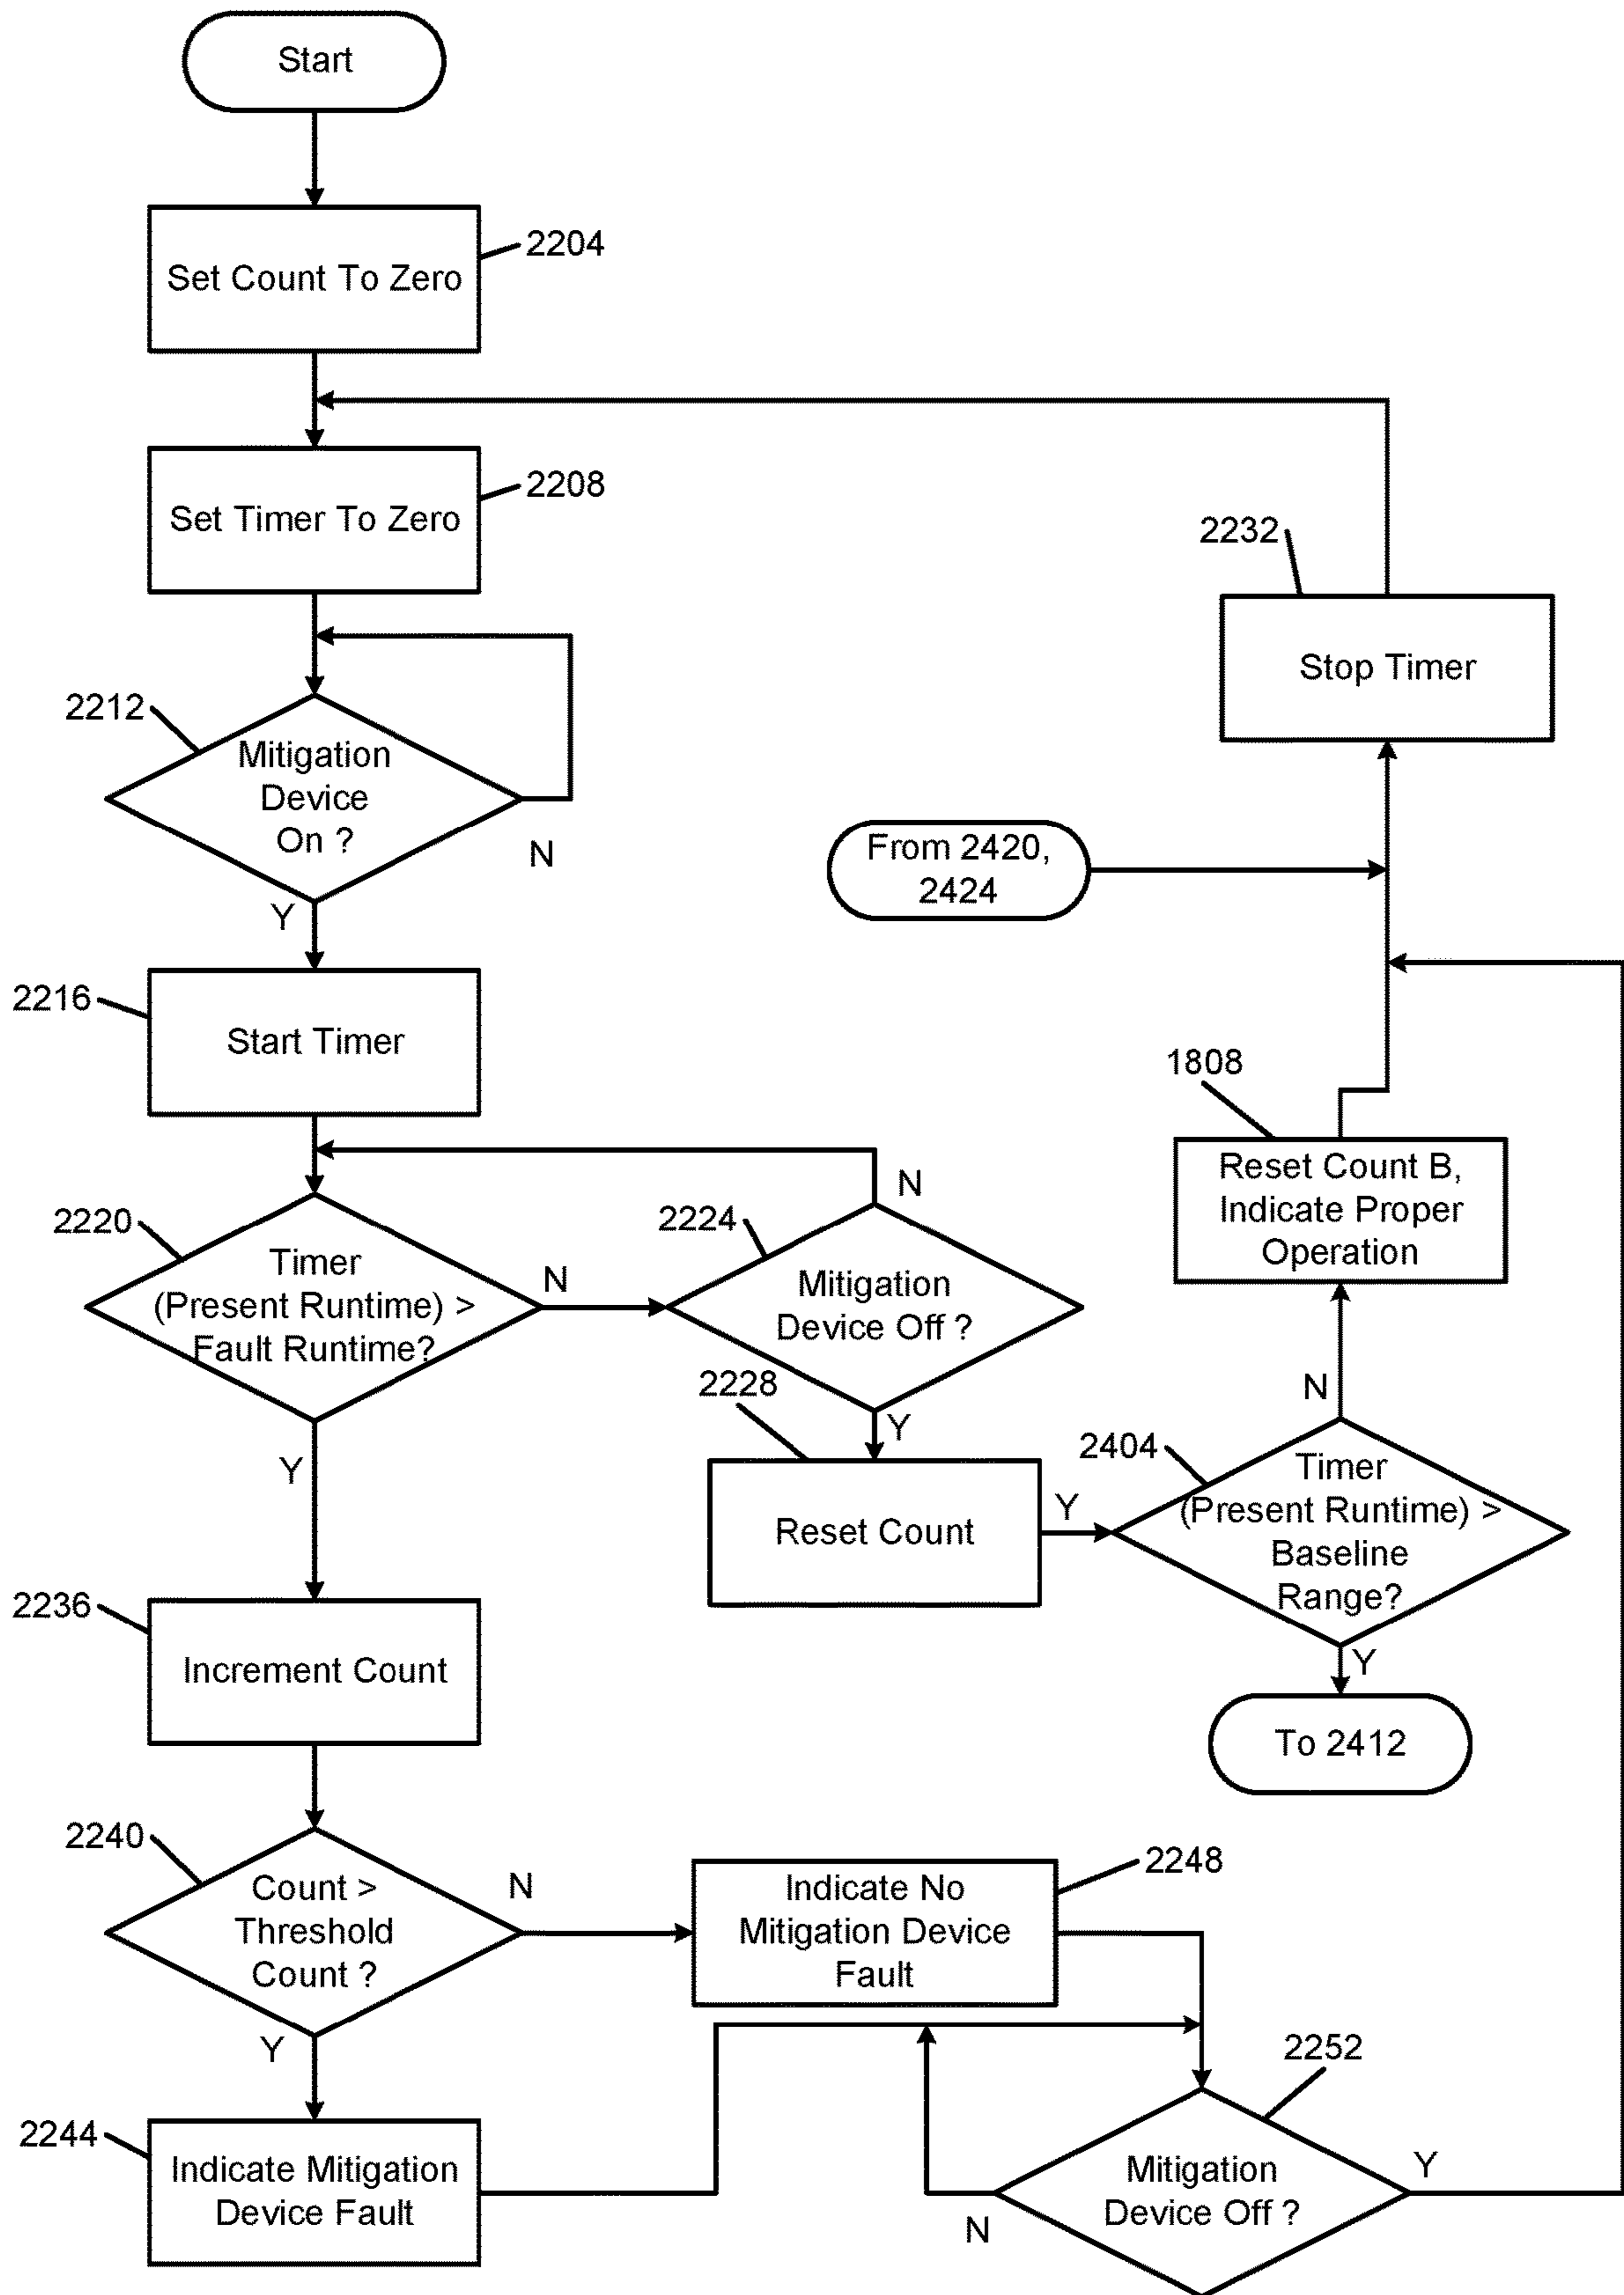 Start
2204
Set Count To Zero
2208
Set Timer To Zero
2232
Stop Timer
2212
Mitigation
Device
On ?
N
Y
From 2420,
2424
2216
Start Timer
1808
Reset Count B,
Indicate Proper
Operation
2220
Timer
(Present Runtime) >
Fault Runtime?
N
Y
2224
Mitigation
Device Off ?
N
Y
2228
Reset Count
Y
2404
Timer
(Present Runtime) >
Baseline
Range?
N
Y
To 2412
2236
Increment Count
2240
Count >
Threshold
Count ?
N
Y
2248
Indicate No
Mitigation Device
Fault
2244
Indicate Mitigation
Device Fault
2252
Mitigation
Device Off ?
N
Y